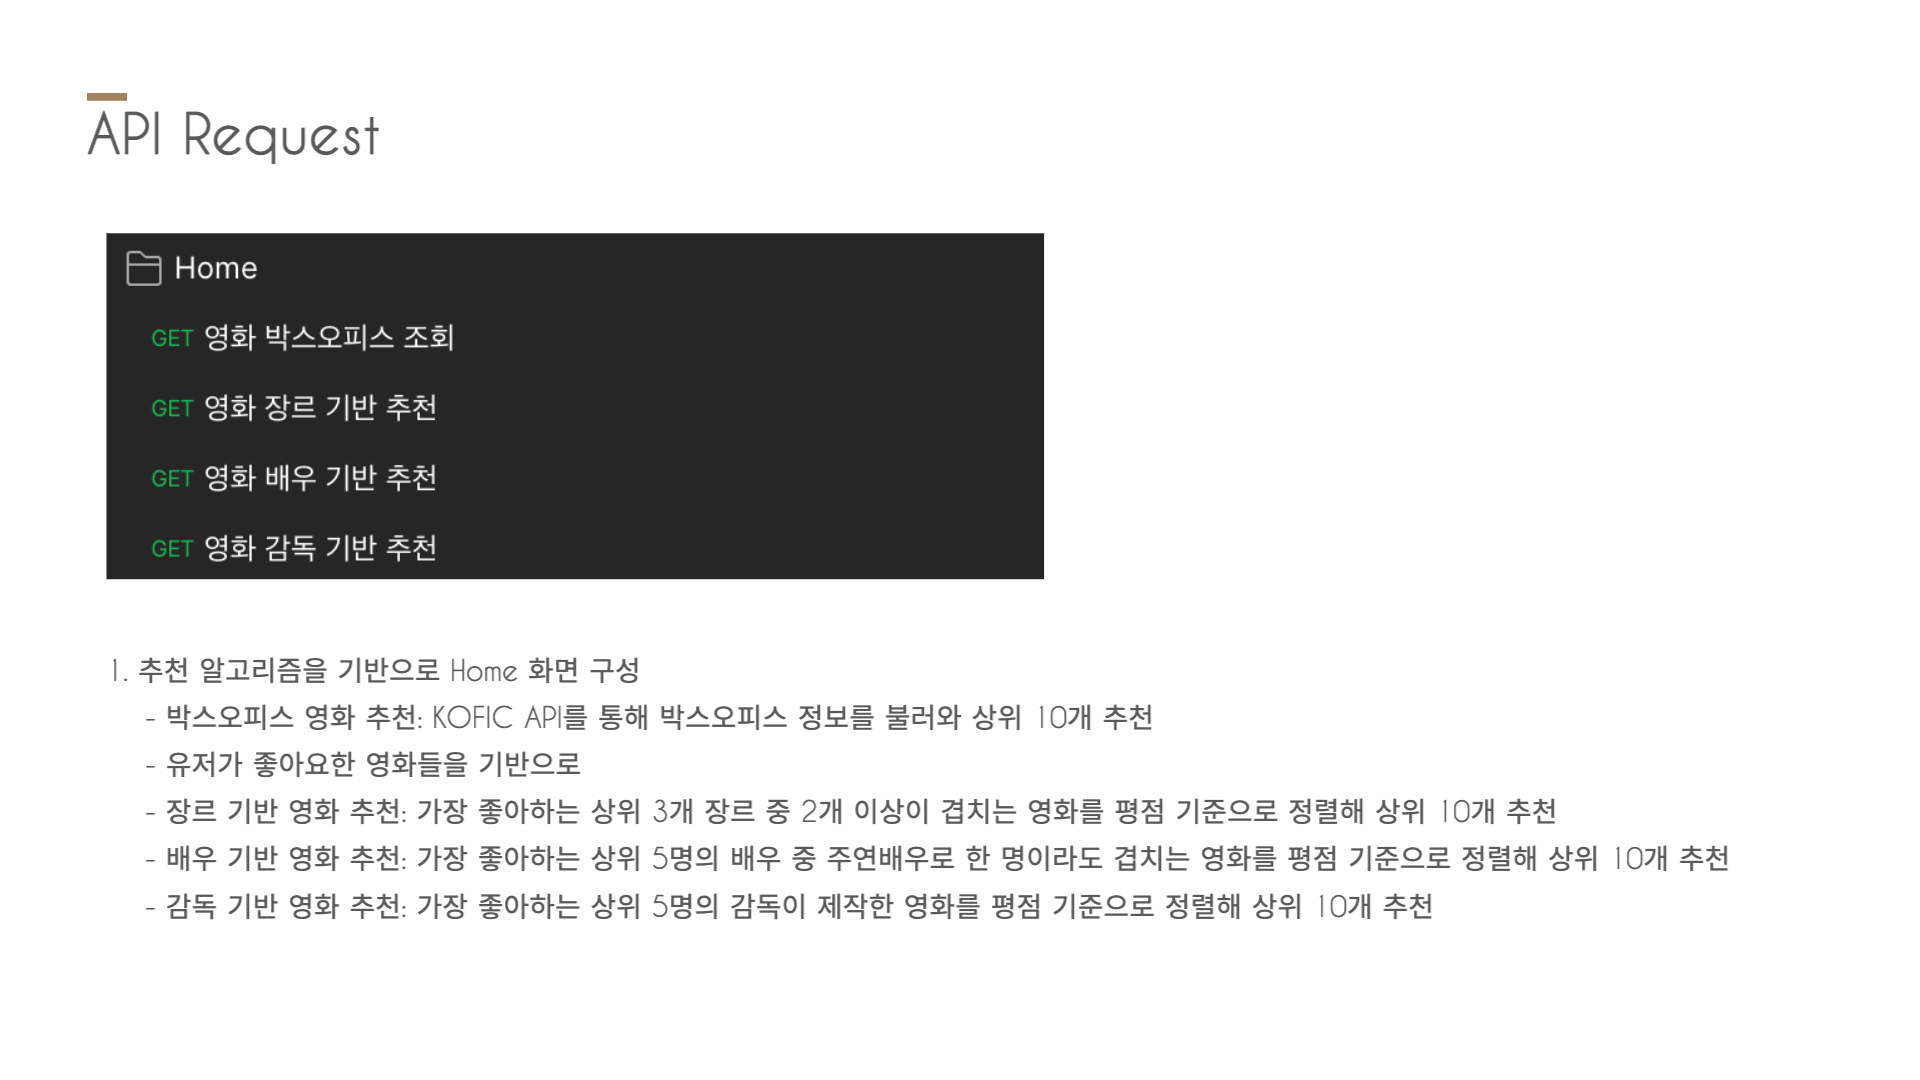 API Request
Home
GET 영화 박스오피스 조회
GET 영화 장르 기반 추천
GET 영화 배우 기반 추천
GET 영화 감독 기반 추천
1. 추천 알고리즘을 기반으로 Home 화면 구성
- 박스오피스 영화 추천: KOFIC API를 통해 박스오피스 정보를 불러와 상위 10개 추천
- 유저가 좋아요한 영화들을 기반으로
- 장르 기반 영화 추천: 가장 좋아하는 상위 3개 장르 중 2개 이상이 겹치는 영화를 평점 기준으로 정렬해 상위 10개 추천
- 배우 기반 영화 추천: 가장 좋아하는 상위 5명의 배우 중 주연배우로 한 명이라도 겹치는 영화를 평점 기준으로 정렬해 상위 10개 추천
- 감독 기반 영화 추천: 가장 좋아하는 상위 5명의 감독이 제작한 영화를 평점 기준으로 정렬해 상위 10개 추천